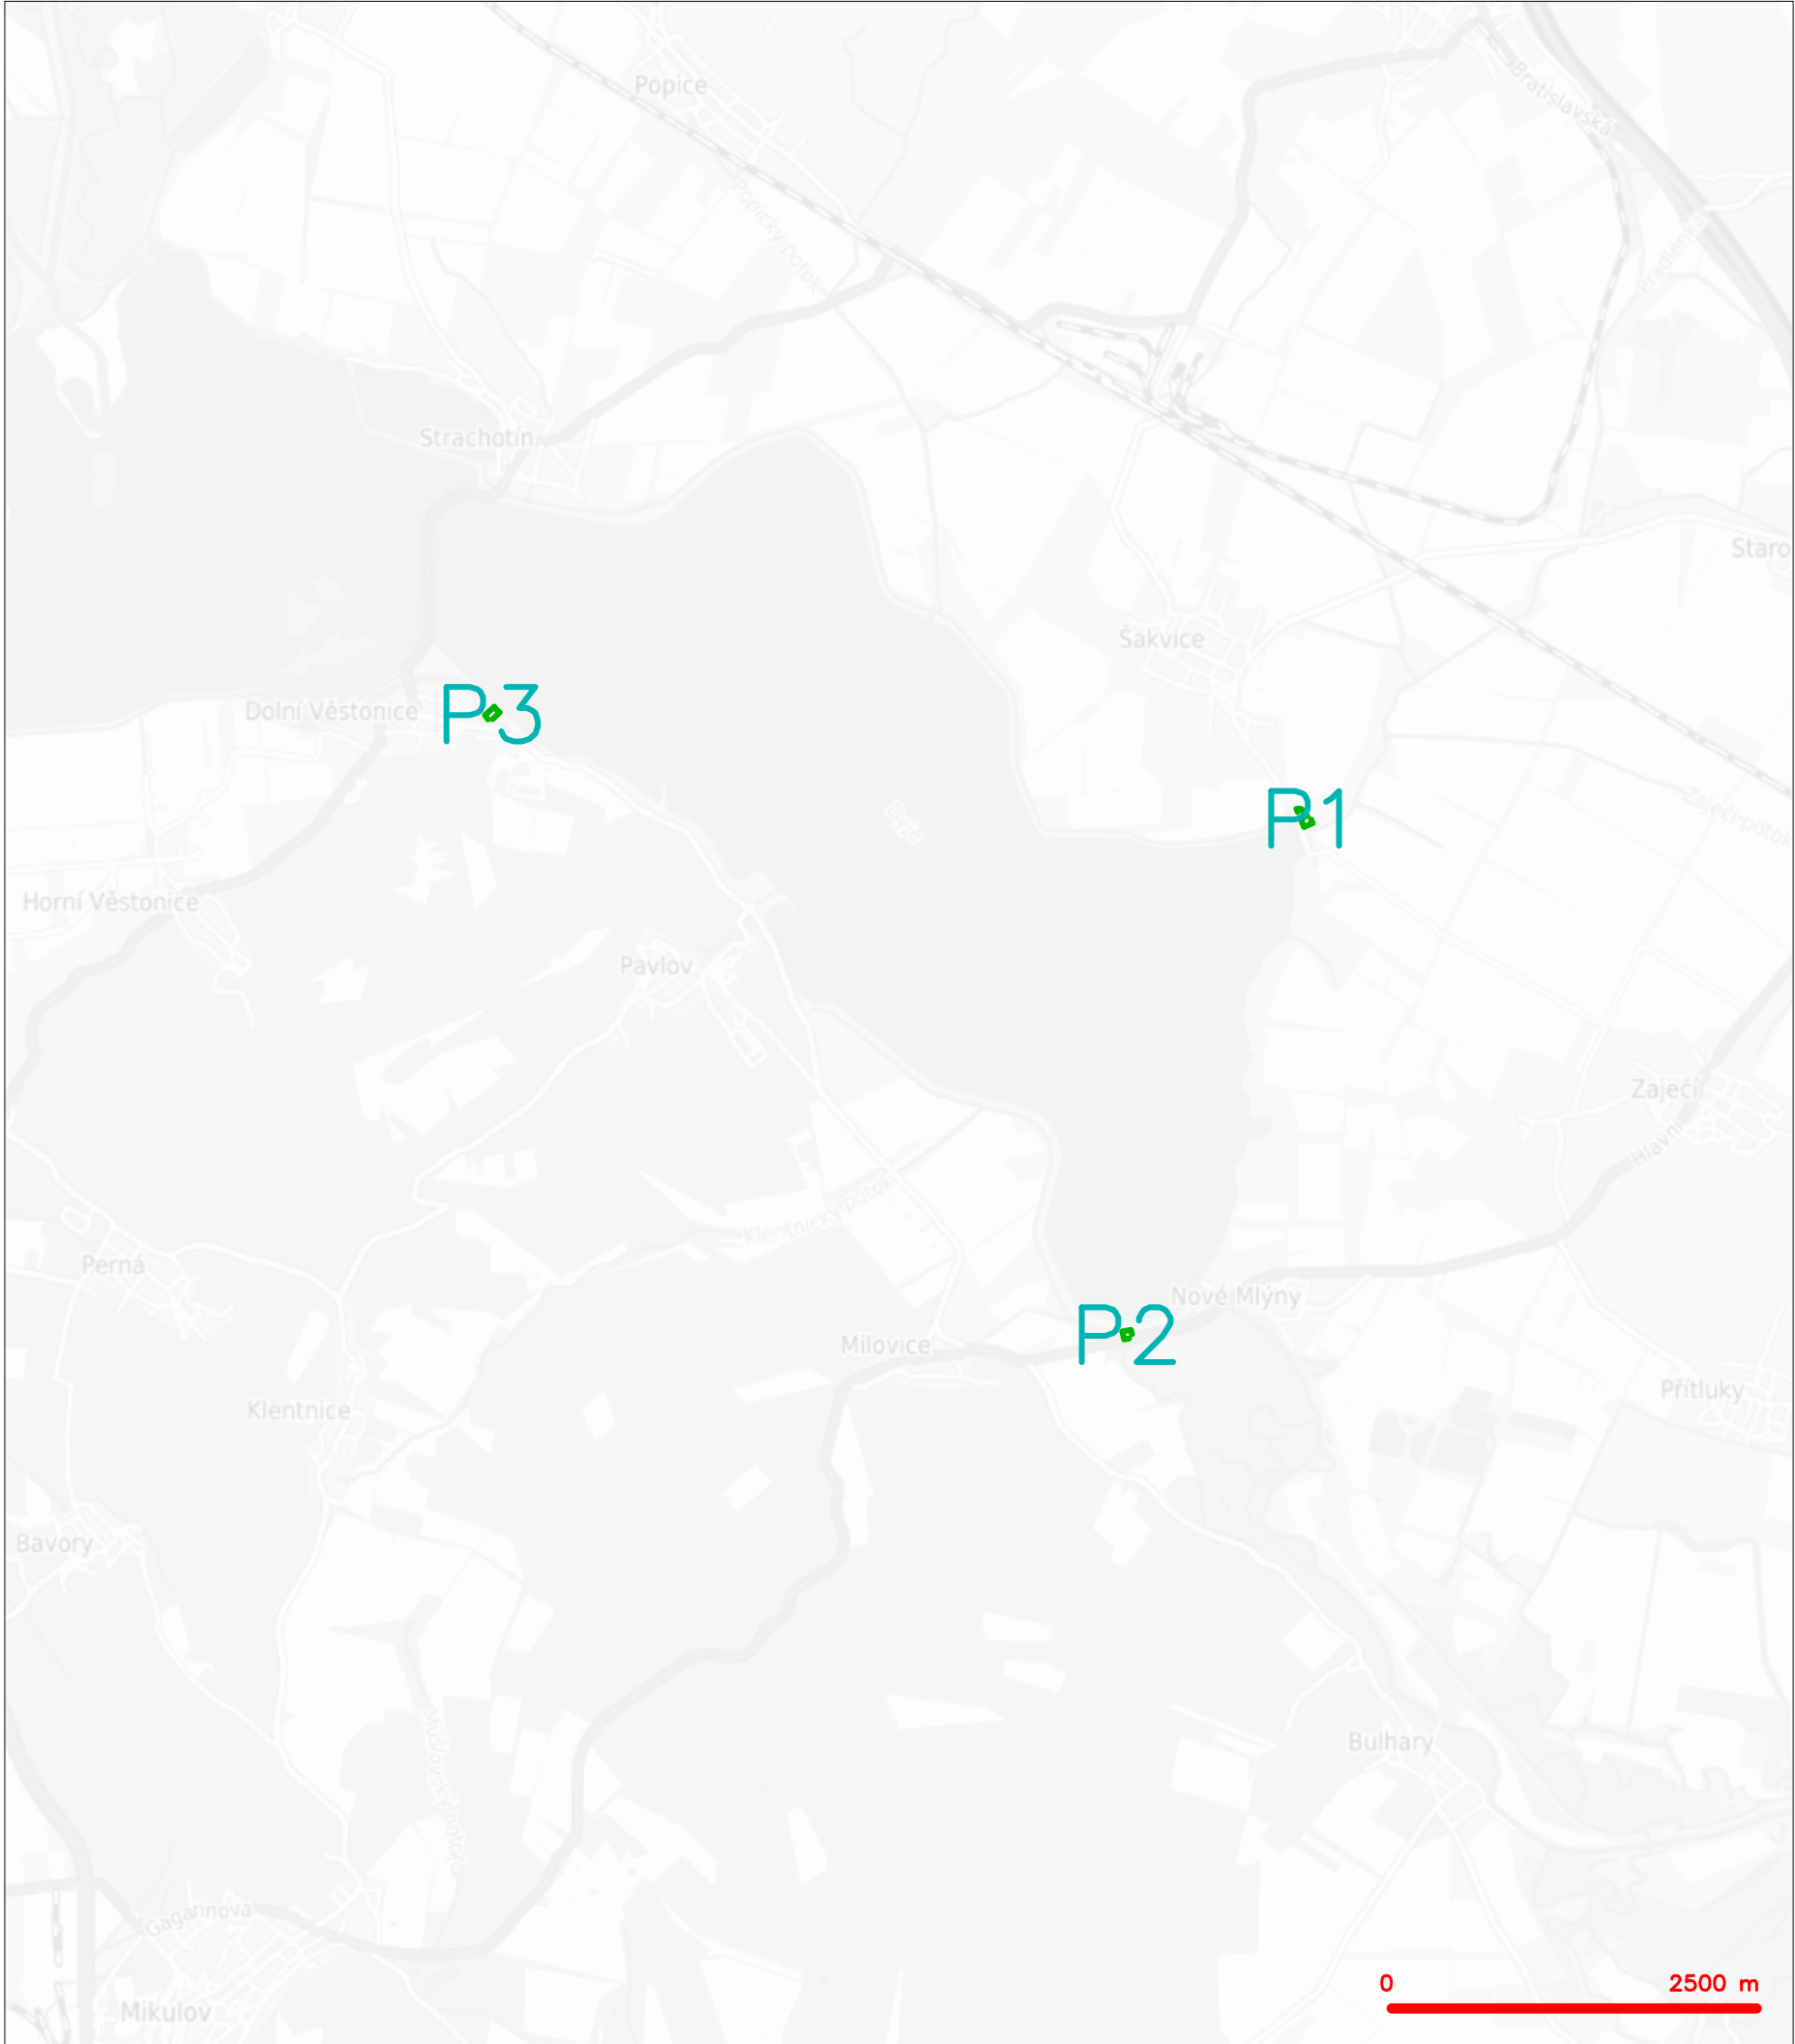 Popice
Bratislavská
Popický potok
Pradlenka
Strachotín
Staro
Šakvice
Dolní Věstonice
P3
P1
Dyje
Zaječí potok
Horní Věstonice
Pavlov
Zaječí
Hlavní
Klentnický potok
Perná
Nové Mlýny
P2
Milovice
Přítluky
Klentnice
Bavory
Mušlovský potok
Bulhary
Gagarinova
0
2500 m
Mikulov